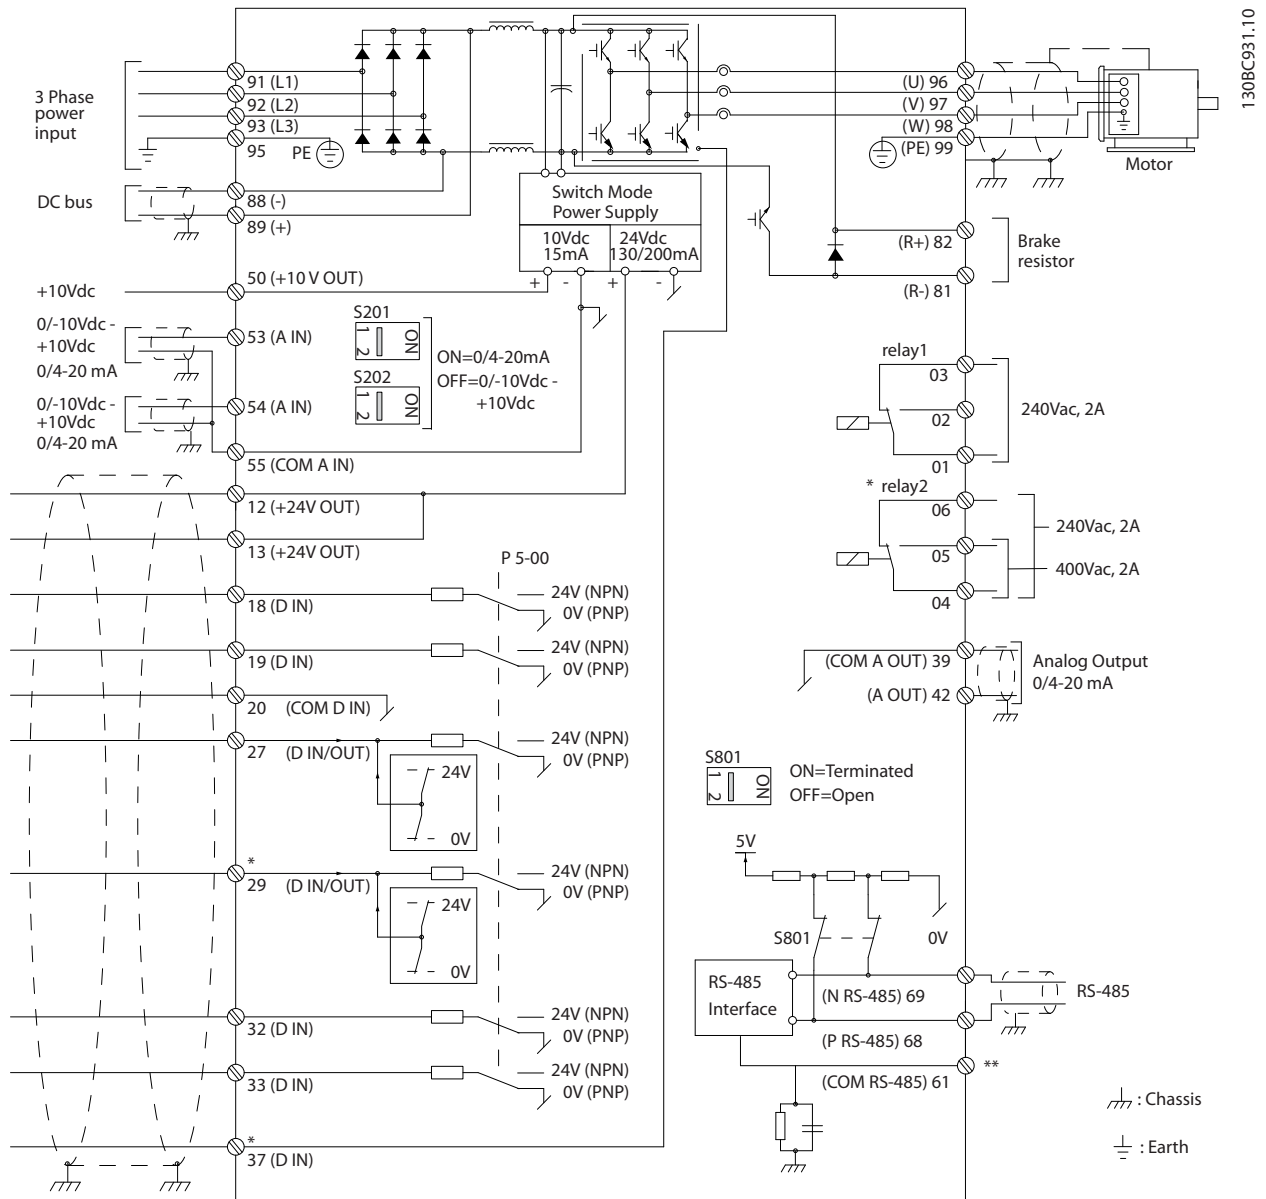 130BC931.10
3 Phase
power
input
91 (L1)
92 (L2)
93 (L3)
95
PE
DC bus
88 (-)
89 (+)
+10Vdc
50 (+10 V OUT)
0/-10Vdc -
+10Vdc
0/4-20 mA
53 (A IN)
0/-10Vdc -
+10Vdc
0/4-20 mA
54 (A IN)
55 (COM A IN)
12 (+24V OUT)
13 (+24V OUT)
18 (D IN)
19 (D IN)
20 (COM D IN)
27 (D IN/OUT)
24V
0V
*
29 (D IN/OUT)
24V
0V
32 (D IN)
33 (D IN)
*
37 (D IN)
Switch Mode
Power Supply
10Vdc
15mA
24Vdc
130/200mA
+ - + -
S201
1 2
ON
S202
1 2
ON
ON=0/4-20mA
OFF=0/-10Vdc -
+10Vdc
P 5-00
24V (NPN)
0V (PNP)
24V (NPN)
0V (PNP)
24V (NPN)
0V (PNP)
24V (NPN)
0V (PNP)
24V (NPN)
0V (PNP)
24V (NPN)
0V (PNP)
(U) 96
(V) 97
(W) 98
(PE) 99
Motor
(R+) 82
(R-) 81
Brake
resistor
relay1
03
02
01
240Vac, 2A
* relay2
06
05
04
240Vac, 2A
400Vac, 2A
(COM A OUT) 39
(A OUT) 42
Analog Output
0/4-20 mA
S801
1 2
ON
ON=Terminated
OFF=Open
5V
S801
0V
RS-485
Interface
(N RS-485) 69
(P RS-485) 68
(COM RS-485) 61
RS-485
**
: Chassis
: Earth